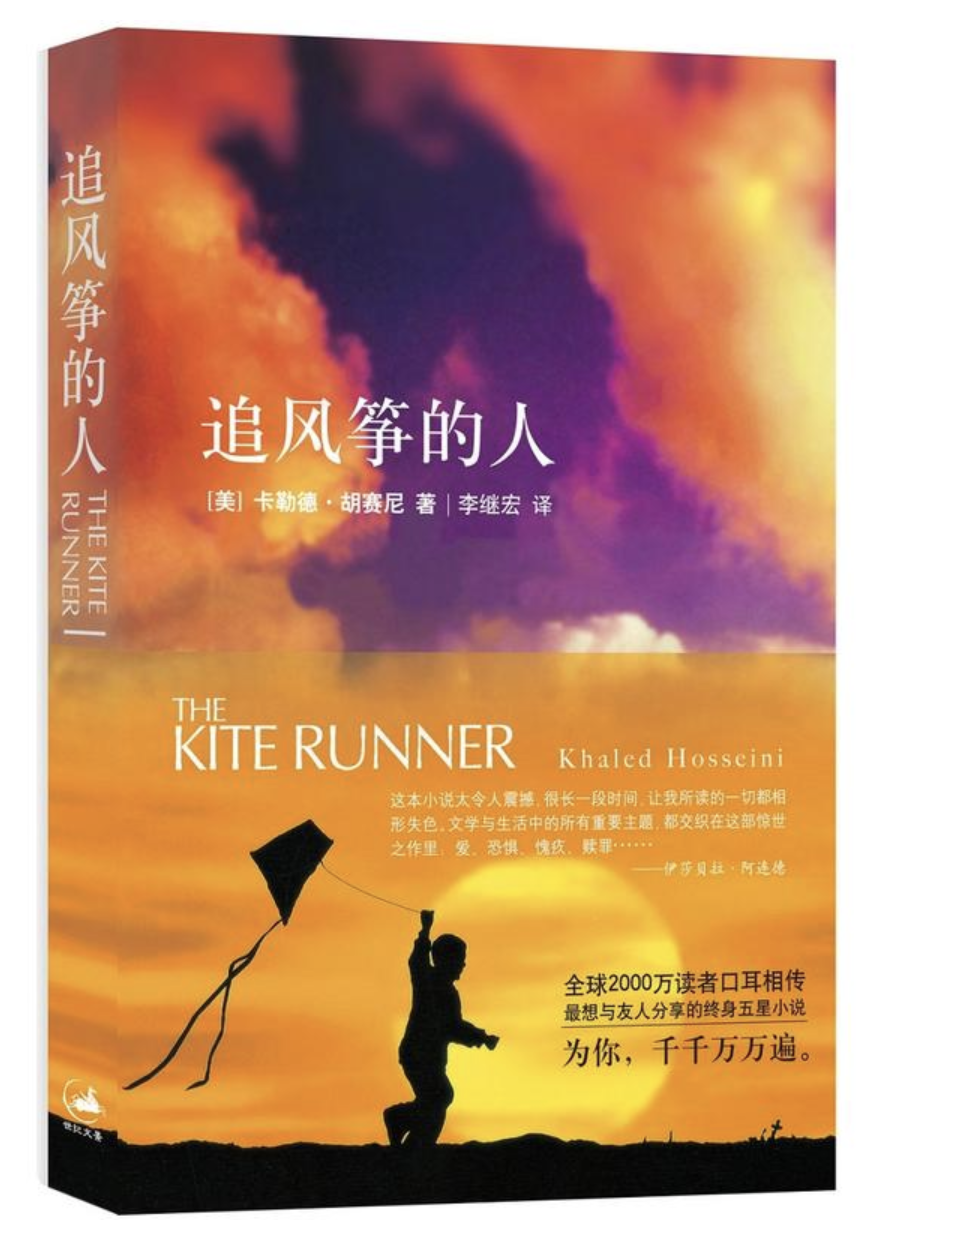 追风筝的人
THE KITE
RUNNER
世纪文景
追风筝的人
[美] 卡勒德·胡赛尼 著 | 李继宏 译
THE
KITE RUNNER
Khaled Hosseini
这本小说太令人震撼,很长一段时间,让我所读的一切都相
形失色。文学与生活中的所有重要主题,都交织在这部惊世
之作里:爱、恐惧、愧疚、赎罪……
——伊莎贝拉·阿连德
全球2000万读者口耳相传
最想与友人分享的终身五星小说
为你，千千万万遍。